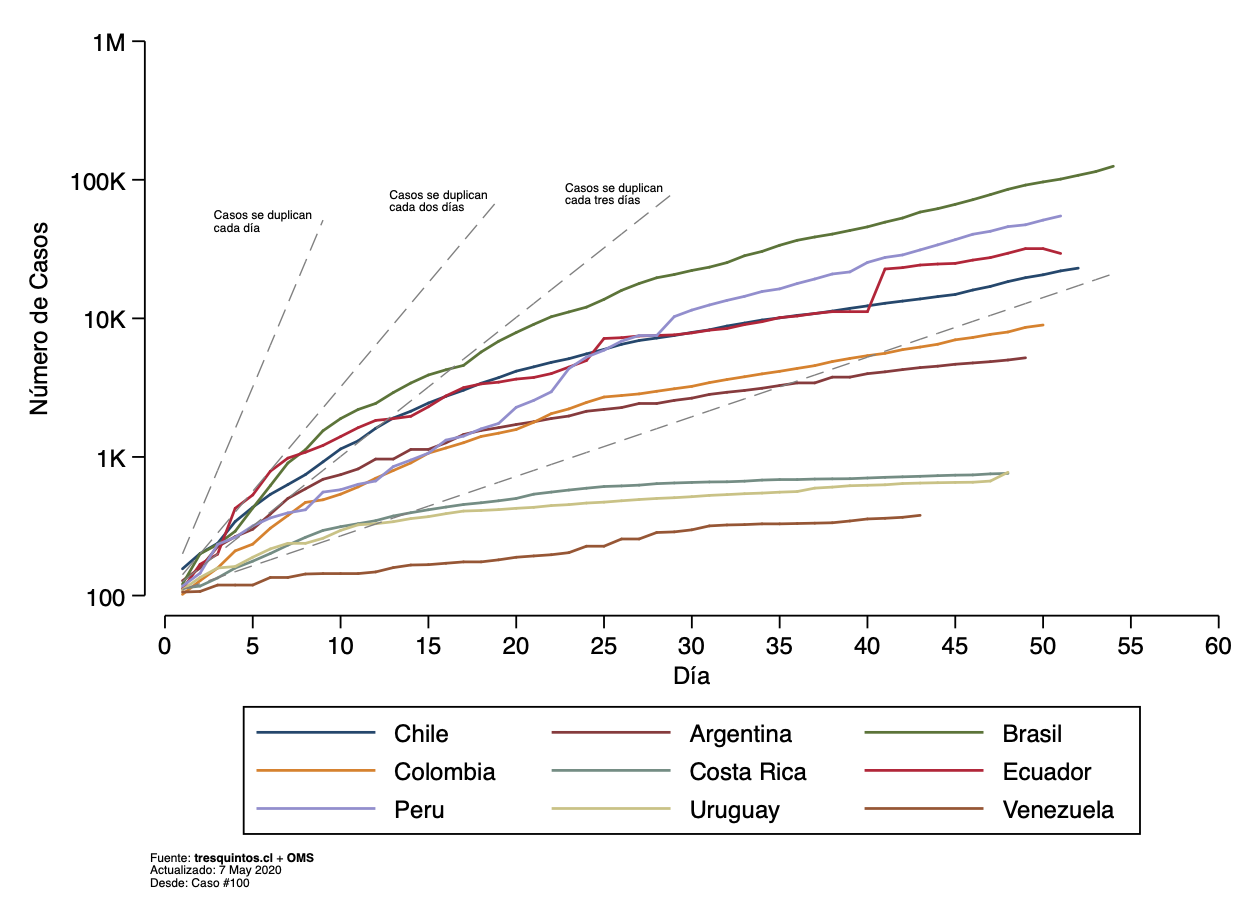 1M
100K
10K
1K
100
Número de Casos
Casos se duplican
cada día
Casos se duplican
cada dos días
Casos se duplican
cada tres días
0 5 10 15 20 25 30 35 40 45 50 55 60
Día
Chile Argentina Brasil
Colombia Costa Rica Ecuador
Peru Uruguay Venezuela
Fuente: tresquintos.cl + OMS
Actualizado: 7 May 2020
Desde: Caso #100